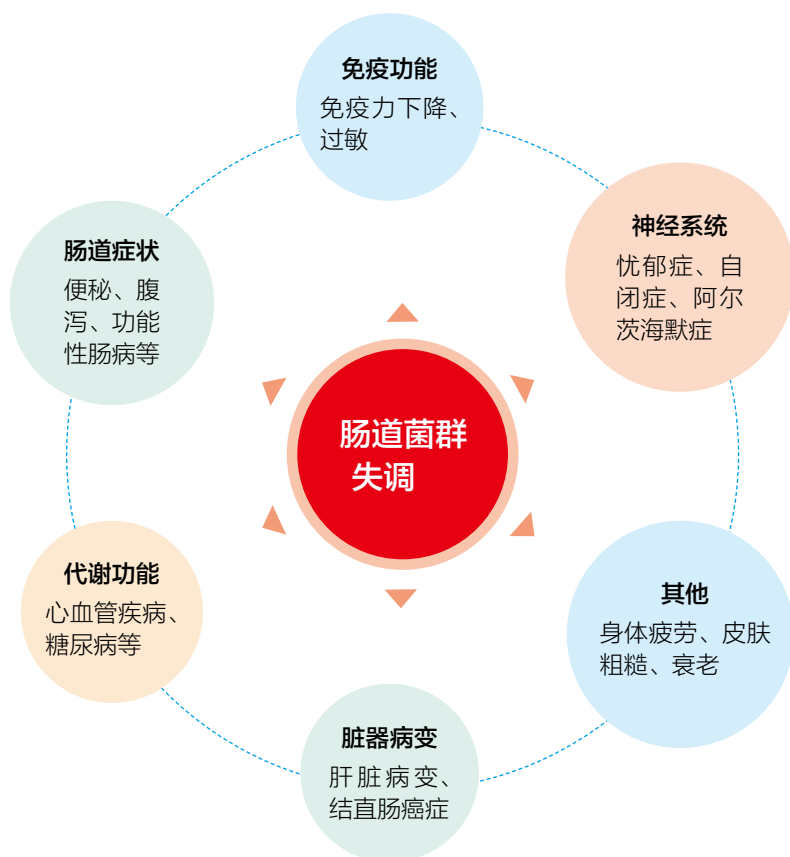 免疫功能
免疫力下降、
过敏
神经系统
忧郁症、自
闭症、阿尔
茨海默症
肠道症状
便秘、腹
泻、功能
性肠病等
肠道菌群
失调
代谢功能
心血管疾病、
糖尿病等
其他
身体疲劳、皮肤
粗糙、衰老
脏器病变
肝脏病变、
结直肠癌症